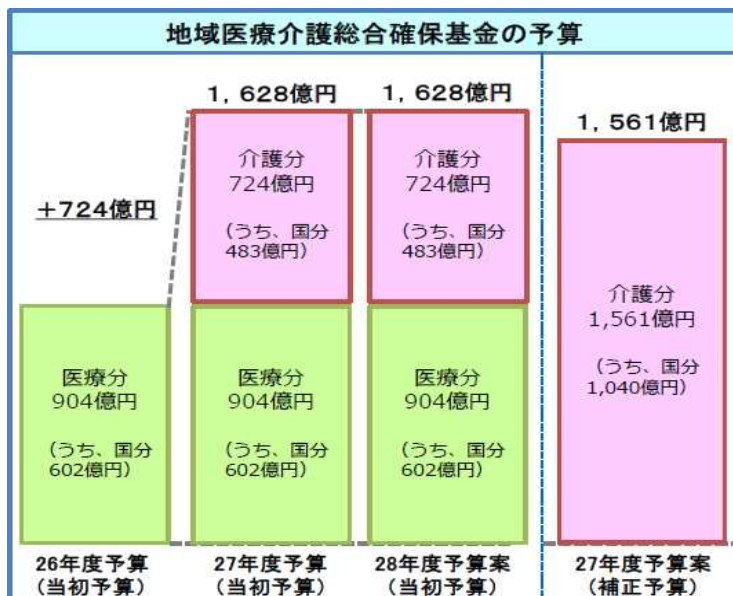 地域医療介護総合確保基金の予算
+724億円
医療分
904億円
(うち、国分
602億円)
26年度予算
(当初予算)
1,628億円
介護分
724億円
(うち、国分
483億円)
医療分
904億円
(うち、国分
602億円)
27年度予算
(当初予算)
1,628億円
介護分
724億円
(うち、国分
483億円)
医療分
904億円
(うち、国分
602億円)
28年度予算案
(当初予算)
1,561億円
介護分
1,561億円
(うち、国分
1,040億円)
27年度予算案
(補正予算)